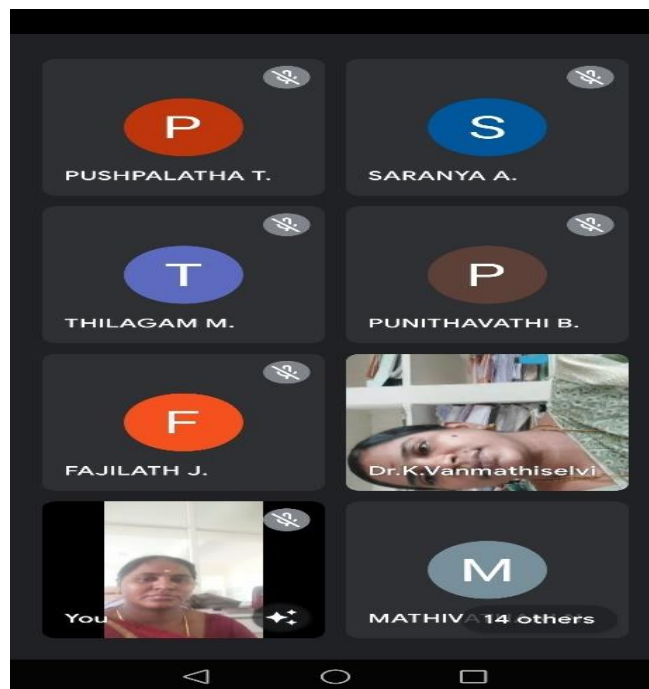 P
PUSHPALATHA T.
S
SARANYA A.
T
THILAGAM M.
P
PUNITHAVATHI B.
F
FAJILATH J.
Dr.K.Vanmathiselvi
You
M
14 others